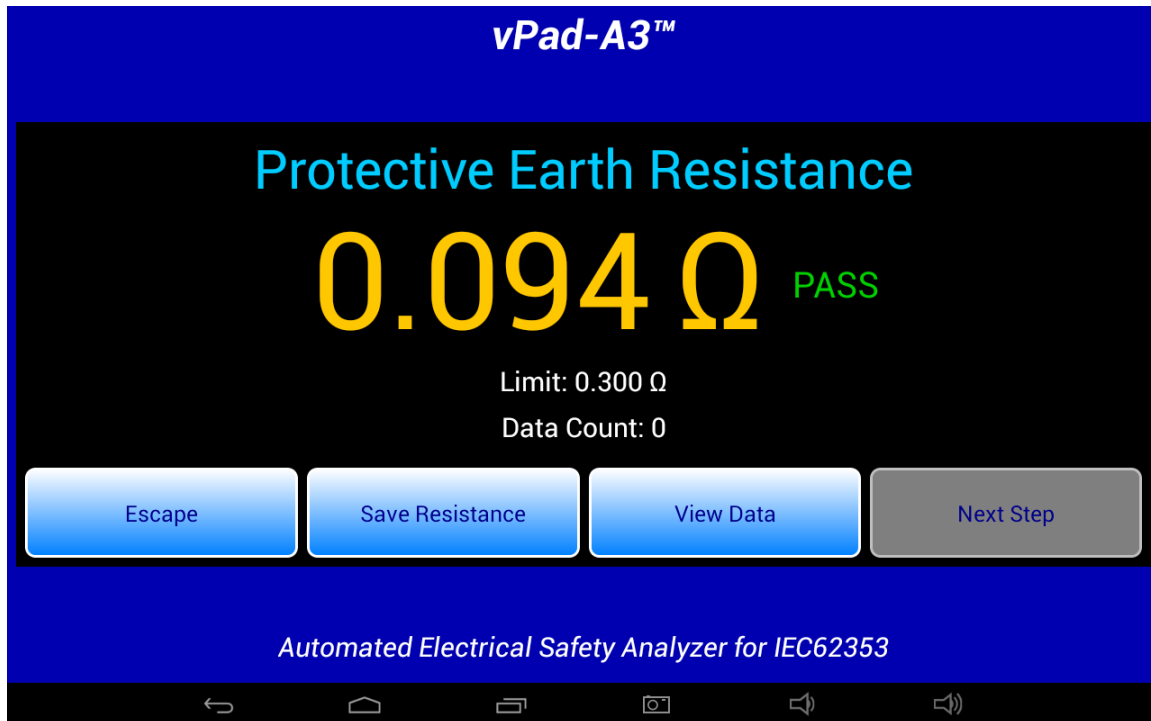 vPad-A3™
Protective Earth Resistance
0.094 Ω PASS
Limit: 0.300 Ω
Data Count: 0
Escape
Save Resistance
View Data
Next Step
Automated Electrical Safety Analyzer for IEC62353